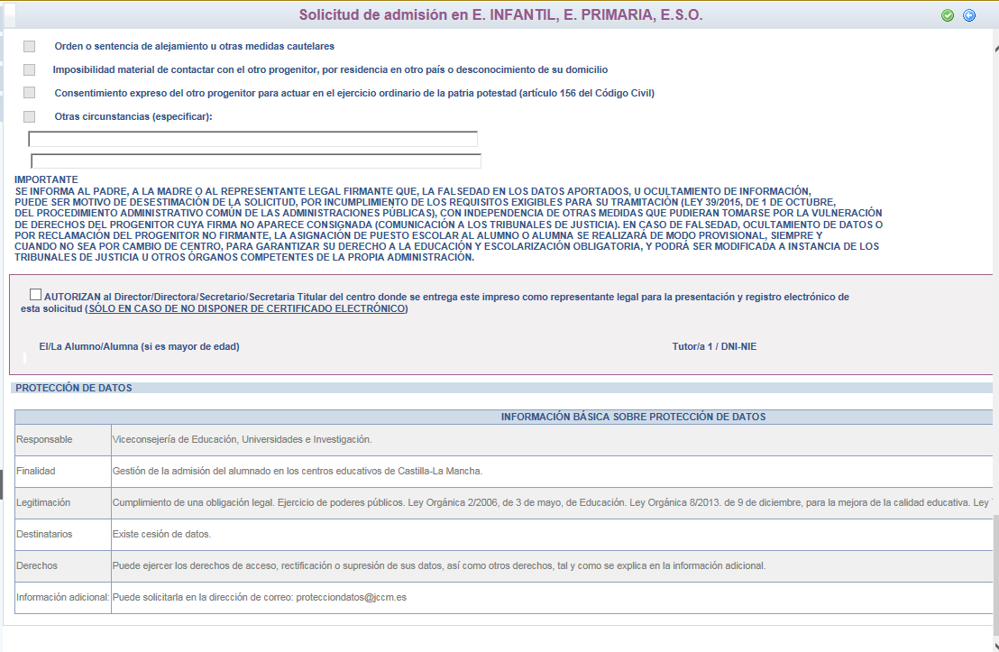 Solicitud de admisión en E. INFANTIL, E. PRIMARIA, E.S.O.
Orden o sentencia de alejamiento u otras medidas cautelares
Imposibilidad material de contactar con el otro progenitor, por residencia en otro país o desconocimiento de su domicilio
Consentimiento expreso del otro progenitor para actuar en el ejercicio ordinario de la patria potestad (artículo 156 del Código Civil)
Otras circunstancias (especificar):
IMPORTANTE
SE INFORMA AL PADRE, A LA MADRE O AL REPRESENTANTE LEGAL FIRMANTE QUE, LA FALSEDAD EN LOS DATOS APORTADOS, U OCULTAMIENTO DE INFORMACIÓN,
PUEDE SER MOTIVO DE DESESTIMACIÓN DE LA SOLICITUD, POR INCUMPLIMIENTO DE LOS REQUISITOS EXIGIBLES PARA SU TRAMITACIÓN (LEY 39/2015, DE 1 DE OCTUBRE,
DEL PROCEDIMIENTO ADMINISTRATIVO COMÚN DE LAS ADMINISTRACIONES PÚBLICAS), CON INDEPENDENCIA DE OTRAS MEDIDAS QUE PUDIERAN TOMARSE POR LA VULNERACIÓN
DE DERECHOS DEL PROGENITOR CUYA FIRMA NO APARECE CONSIGNADA (COMUNICACIÓN A LOS TRIBUNALES DE JUSTICIA). EN CASO DE FALSEDAD, OCULTAMIENTO DE DATOS O
POR RECLAMACIÓN DEL PROGENITOR NO FIRMANTE, LA ASIGNACIÓN DE PUESTO ESCOLAR AL ALUMNO O ALUMNA SE REALIZARÁ DE MODO PROVISIONAL, SIEMPRE Y
CUANDO NO SEA POR CAMBIO DE CENTRO, PARA GARANTIZAR SU DERECHO A LA EDUCACIÓN Y ESCOLARIZACIÓN OBLIGATORIA, Y PODRÁ SER MODIFICADA A INSTANCIA DE LOS
TRIBUNALES DE JUSTICIA U OTROS ÓRGANOS COMPETENTES DE LA PROPIA ADMINISTRACIÓN.
AUTORIZAN al Director/Directora/Secretario/Secretaria Titular del centro donde se entrega este impreso como representante legal para la presentación y registro electrónico de
esta solicitud (SÓLO EN CASO DE NO DISPONER DE CERTIFICADO ELECTRÓNICO)
El/La Alumno/Alumna (si es mayor de edad) Tutor/a 1 / DNI-NIE
PROTECCIÓN DE DATOS
INFORMACIÓN BÁSICA SOBRE PROTECCIÓN DE DATOS
Responsable Viceconsejería de Educación, Universidades e Investigación.
Finalidad Gestión de la admisión del alumnado en los centros educativos de Castilla-La Mancha.
Legitimación Cumplimiento de una obligación legal. Ejercicio de poderes públicos. Ley Orgánica 2/2006, de 3 de mayo, de Educación. Ley Orgánica 8/2013. de 9 de diciembre, para la mejora de la calidad educativa. Ley
Destinatarios Existe cesión de datos.
Derechos Puede ejercer los derechos de acceso, rectificación o supresión de sus datos, así como otros derechos, tal y como se explica en la información adicional.
Información adicional: Puede solicitarla en la dirección de correo: protecciondatos@jccm.es